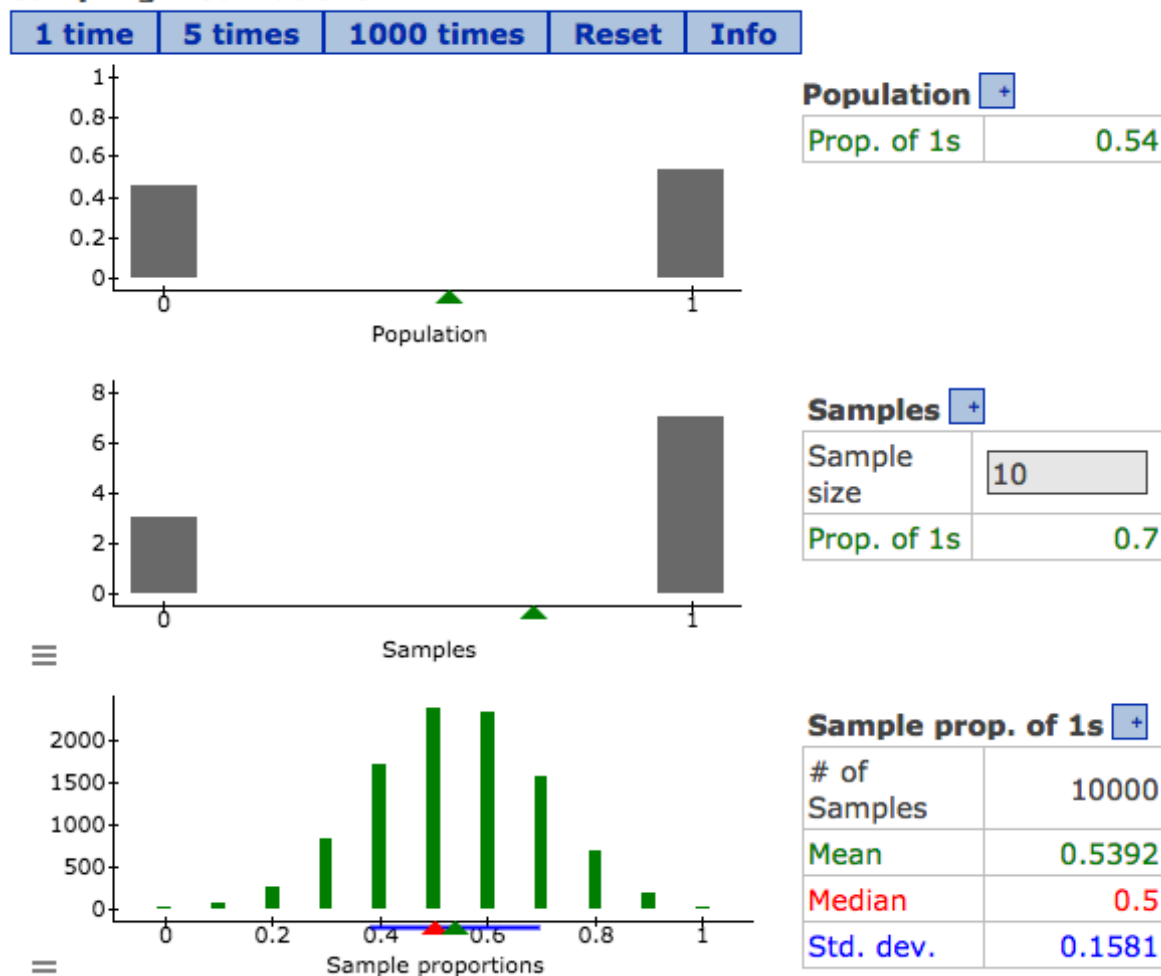 1 time 5 times 1000 times Reset Info
Population +
Prop. of 1s 0.54
1
0.8
0.6
0.4
0.2
0
0 1
Population
Samples +
Sample size 10
Prop. of 1s 0.7
8
6
4
2
0
0 1
Samples
Sample prop. of 1s +
# of Samples 10000
Mean 0.5392
Median 0.5
Std. dev. 0.1581
2000
1500
1000
500
0
0 0.2 0.4 0.6 0.8 1
Sample proportions